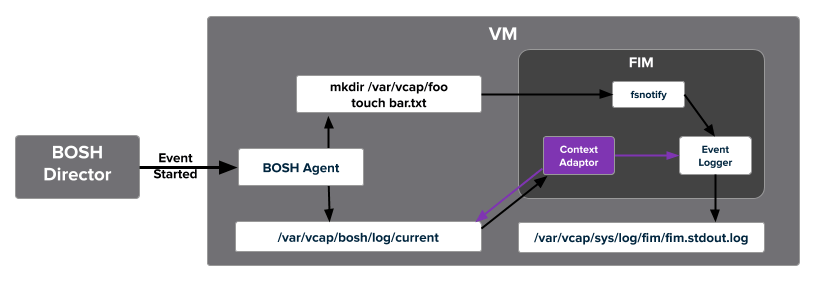 VM
FIM
mkdir /var/vcap/foo
touch bar.txt
fsnotify
BOSH
Director
Event
Started
BOSH Agent
Context
Adaptor
Event
Logger
/var/vcap/bosh/log/current
/var/vcap/sys/log/fim/fim.stdout.log